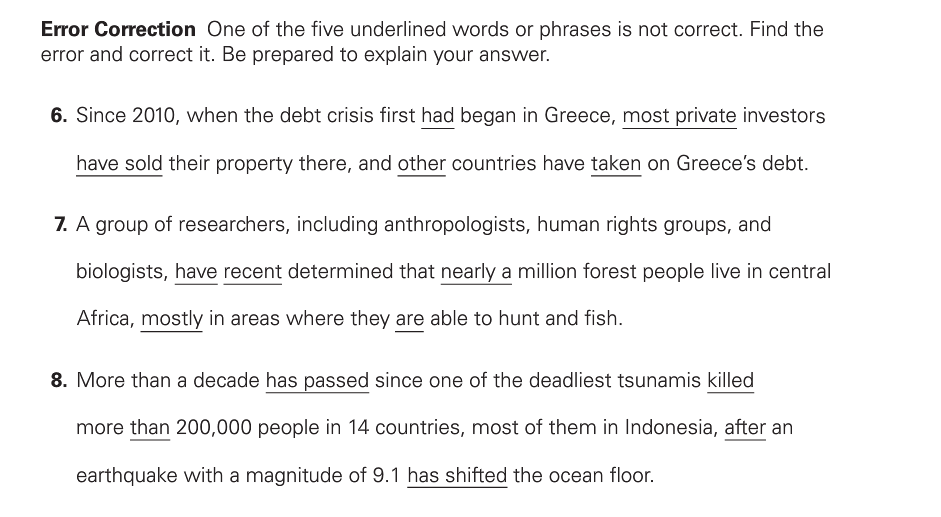 Error Correction One of the five underlined words or phrases is not correct. Find the
error and correct it. Be prepared to explain your answer.
6. Since 2010, when the debt crisis first had began in Greece, most private investors
have sold their property there, and other countries have taken on Greece's debt.
7. A group of researchers, including anthropologists, human rights groups, and
biologists, have recent determined that nearly a million forest people live in central
Africa, mostly in areas where they are able to hunt and fish.
8. More than a decade has passed since one of the deadliest tsunamis killed
more than 200,000 people in 14 countries, most of them in Indonesia, after an
earthquake with a magnitude of 9.1 has shifted the ocean floor.